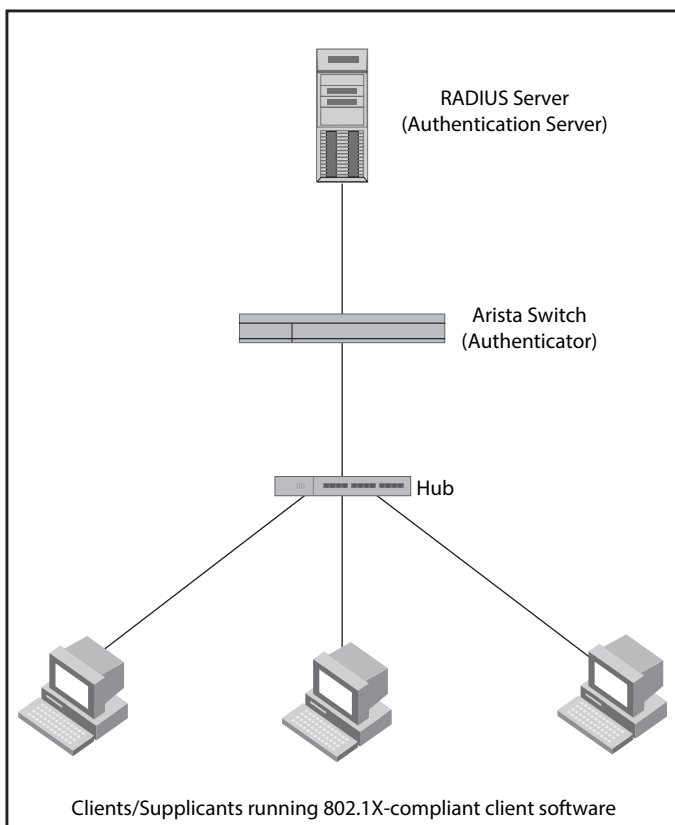 RADIUS Server
(Authentication Server)
Arista Switch
(Authenticator)
Hub
Clients/Supplicants running 802.1X-compliant client software